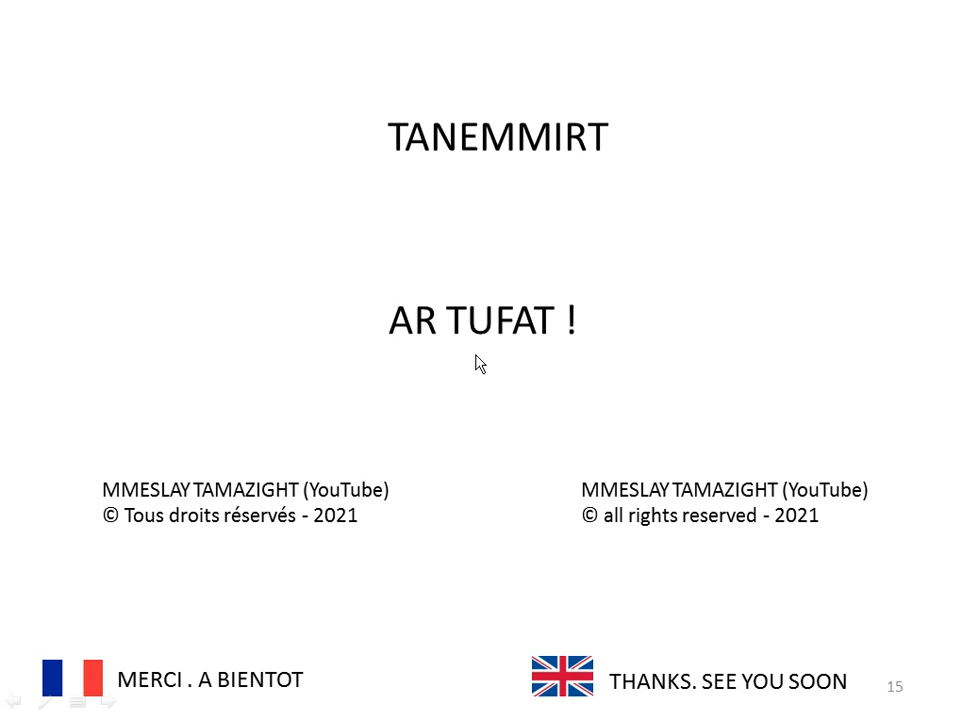 TANEMMIRT
AR TUFAT !
MMESLAY TAMAZIGHT (YouTube)
© Tous droits réservés - 2021
MMESLAY TAMAZIGHT (YouTube)
© all rights reserved - 2021
MERCI . A BIENTOT
THANKS. SEE YOU SOON
15